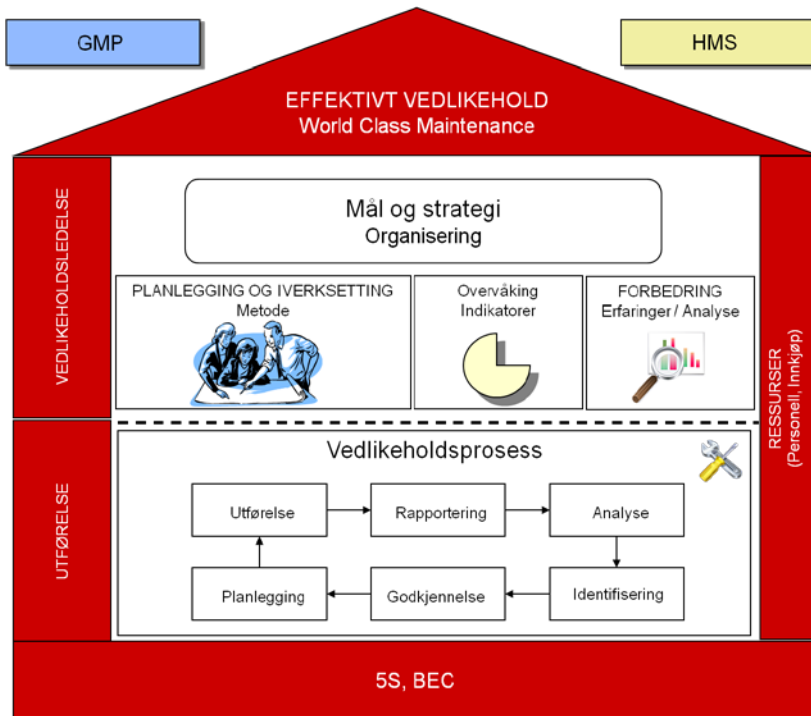 GMP
HMS
EFFEKTIVT VEDLIKEHOLD
World Class Maintenance
VEDLIKEHOLDSLEDELSE
Mål og strategi
Organisering
PLANLEGGING OG IVERKSETTING
Metode
Overvåking
Indikatorer
FORBEDRING
Erfaringer / Analyse
RESSURSER
(Personell, Innkjøp)
UTFØRELSE
Vedlikeholdsprosess
Utførelse
Rapportering
Analyse
Planlegging
Godkjennelse
Identifisering
5S, BEC